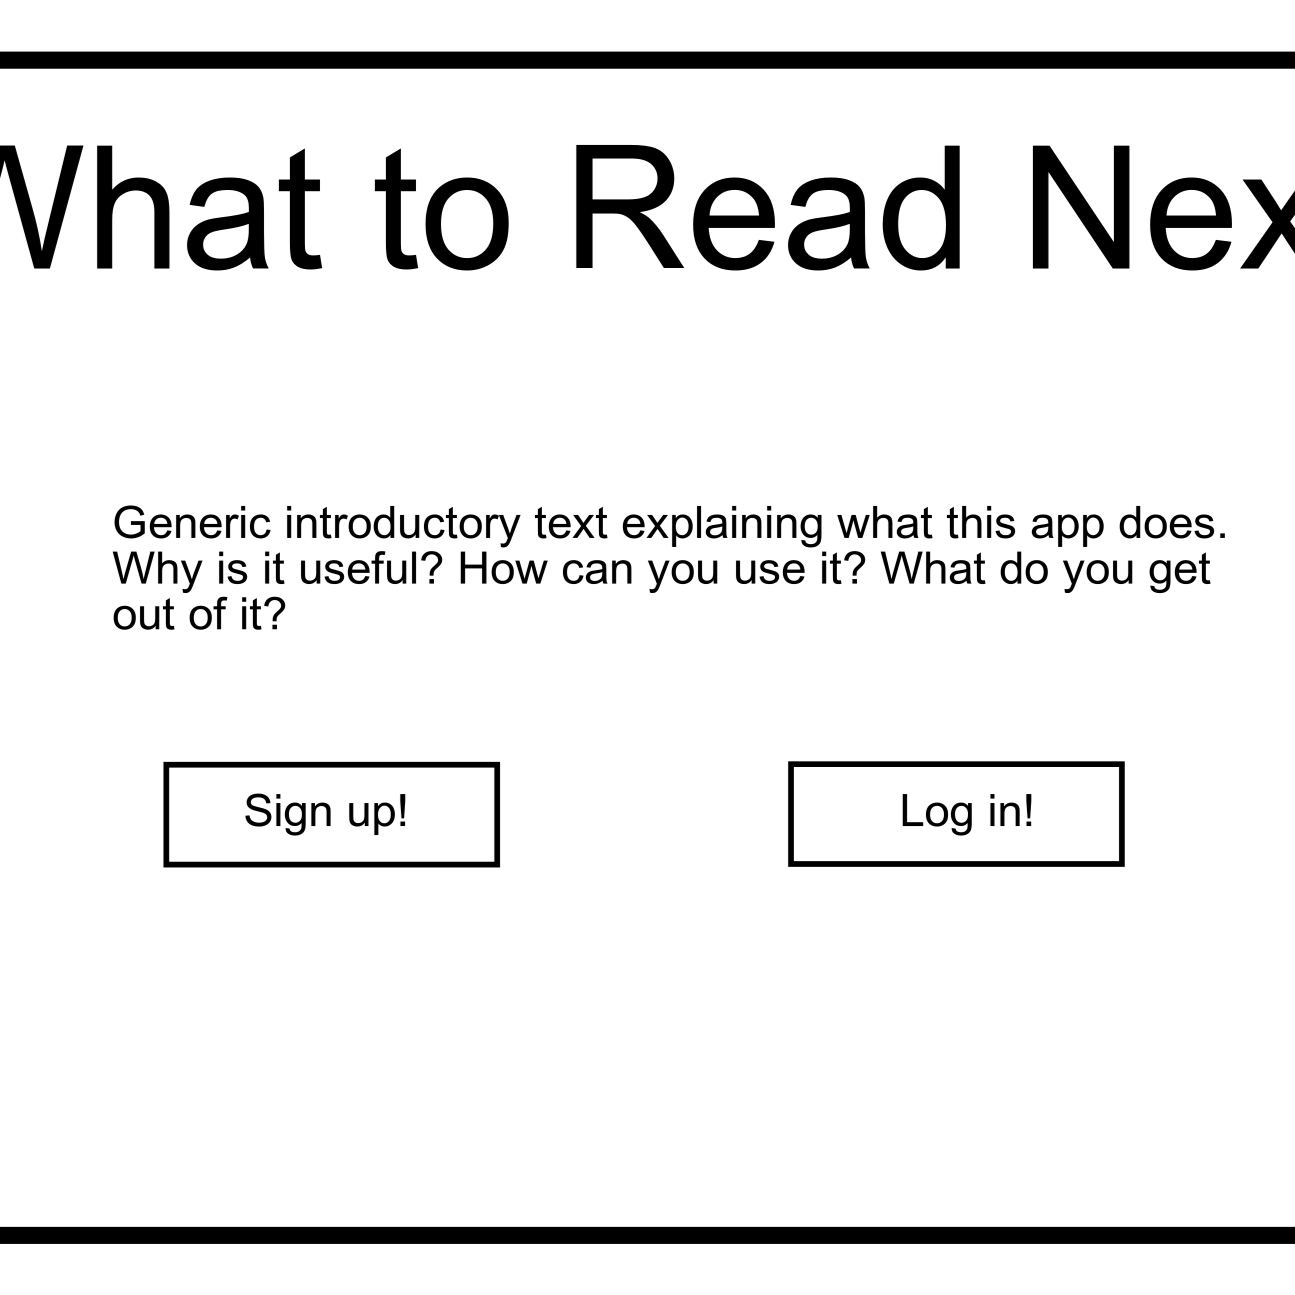 What to Read Nex
Generic introductory text explaining what this app does.
Why is it useful? How can you use it? What do you get
out of it?
Sign up!
Log in!